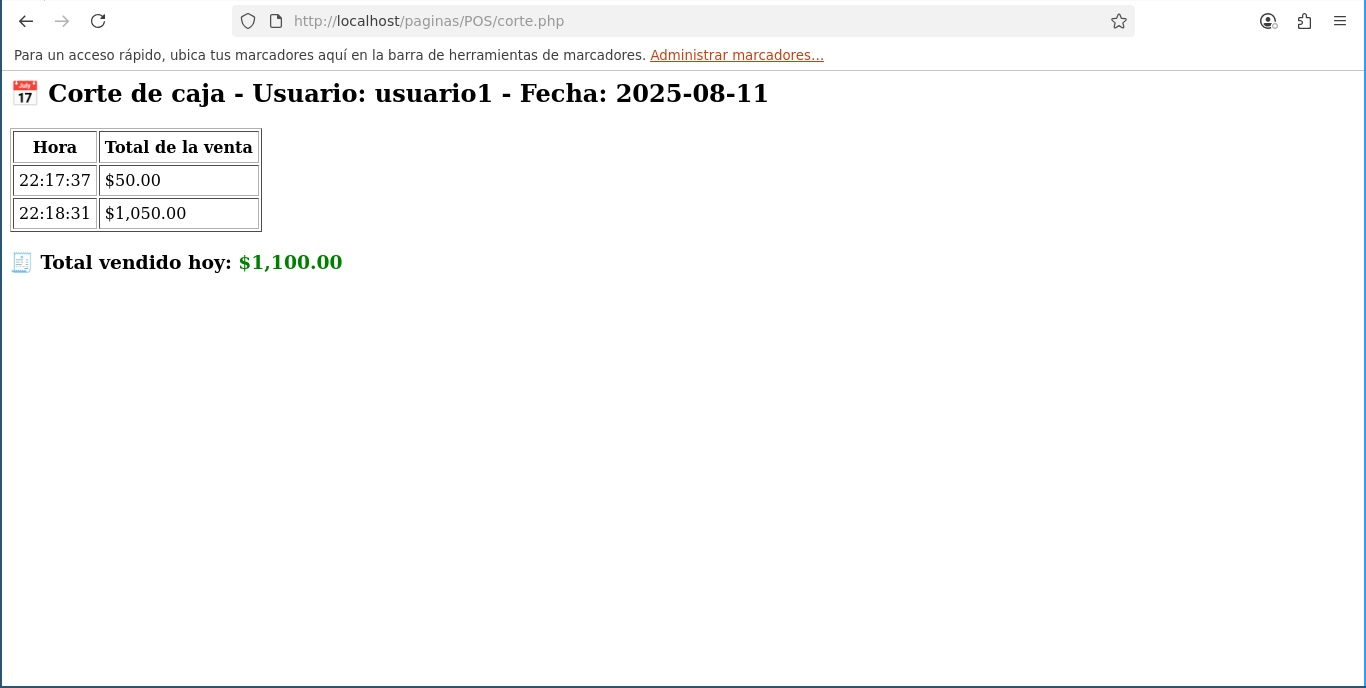 http://localhost/paginas/POS/corte.php
Para un acceso rápido, ubica tus marcadores aquí en la barra de herramientas de marcadores. Administrar marcadores…
📅 Corte de caja - Usuario: usuario1 - Fecha: 2025-08-11
Hora Total de la venta
22:17:37 $50.00
22:18:31 $1,050.00
🧾 Total vendido hoy: $1,100.00